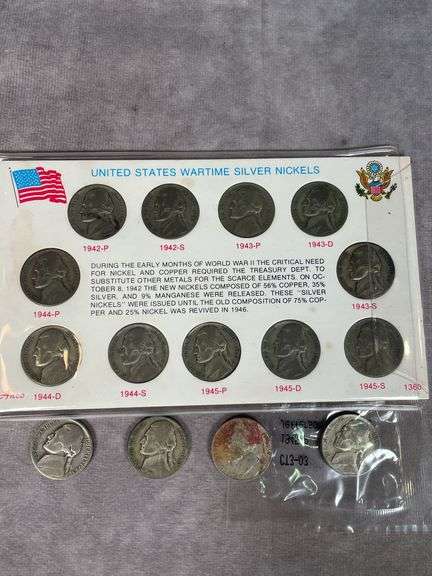 UNITED STATES WARTIME SILVER NICKELS
1942-P 1942-S 1943-P 1943-D
DURING THE EARLY MONTHS OF WORLD WAR II THE CRITICAL NEED
FOR NICKEL AND COPPER REQUIRED THE TREASURY DEPT. TO
SUBSTITUTE OTHER METALS FOR THE SCARCE ELEMENTS. ON OC-
TOBER 8, 1942 THE NEW NICKELS COMPOSED OF 56% COPPER, 35%
SILVER, AND 9% MANGANESE WERE RELEASED. THESE "SILVER
NICKELS" WERE ISSUED UNTIL THE OLD COMPOSITION OF 75% COP-
PER AND 25% NICKEL WAS REVIVED IN 1946.
1944-P 1943-S
1944-D 1944-S 1945-P 1945-D 1945-S 1360